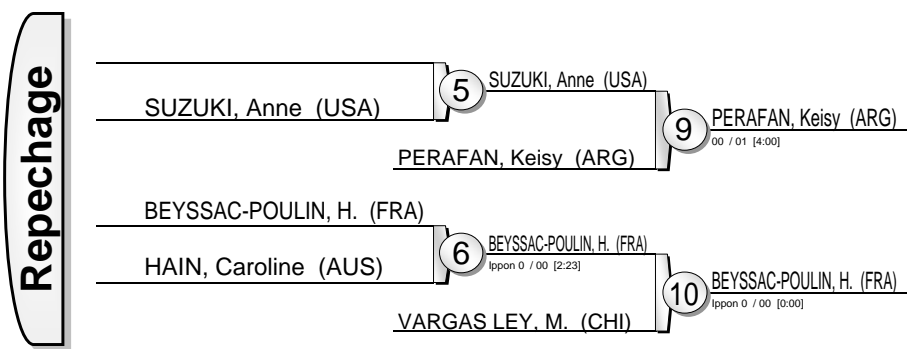 Repechage
SUZUKI, Anne (USA)
5
SUZUKI, Anne (USA)
PERAFAN, Keisy (ARG)
9
PERAFAN, Keisy (ARG)
00 / 01 [4:00]
BEYSSAC-POULIN, H. (FRA)
HAIN, Caroline (AUS)
6
BEYSSAC-POULIN, H. (FRA)
Ippon 0 / 00 [2:23]
VARGAS LEY, M. (CHI)
10
BEYSSAC-POULIN, H. (FRA)
Ippon 0 / 00 [0:00]